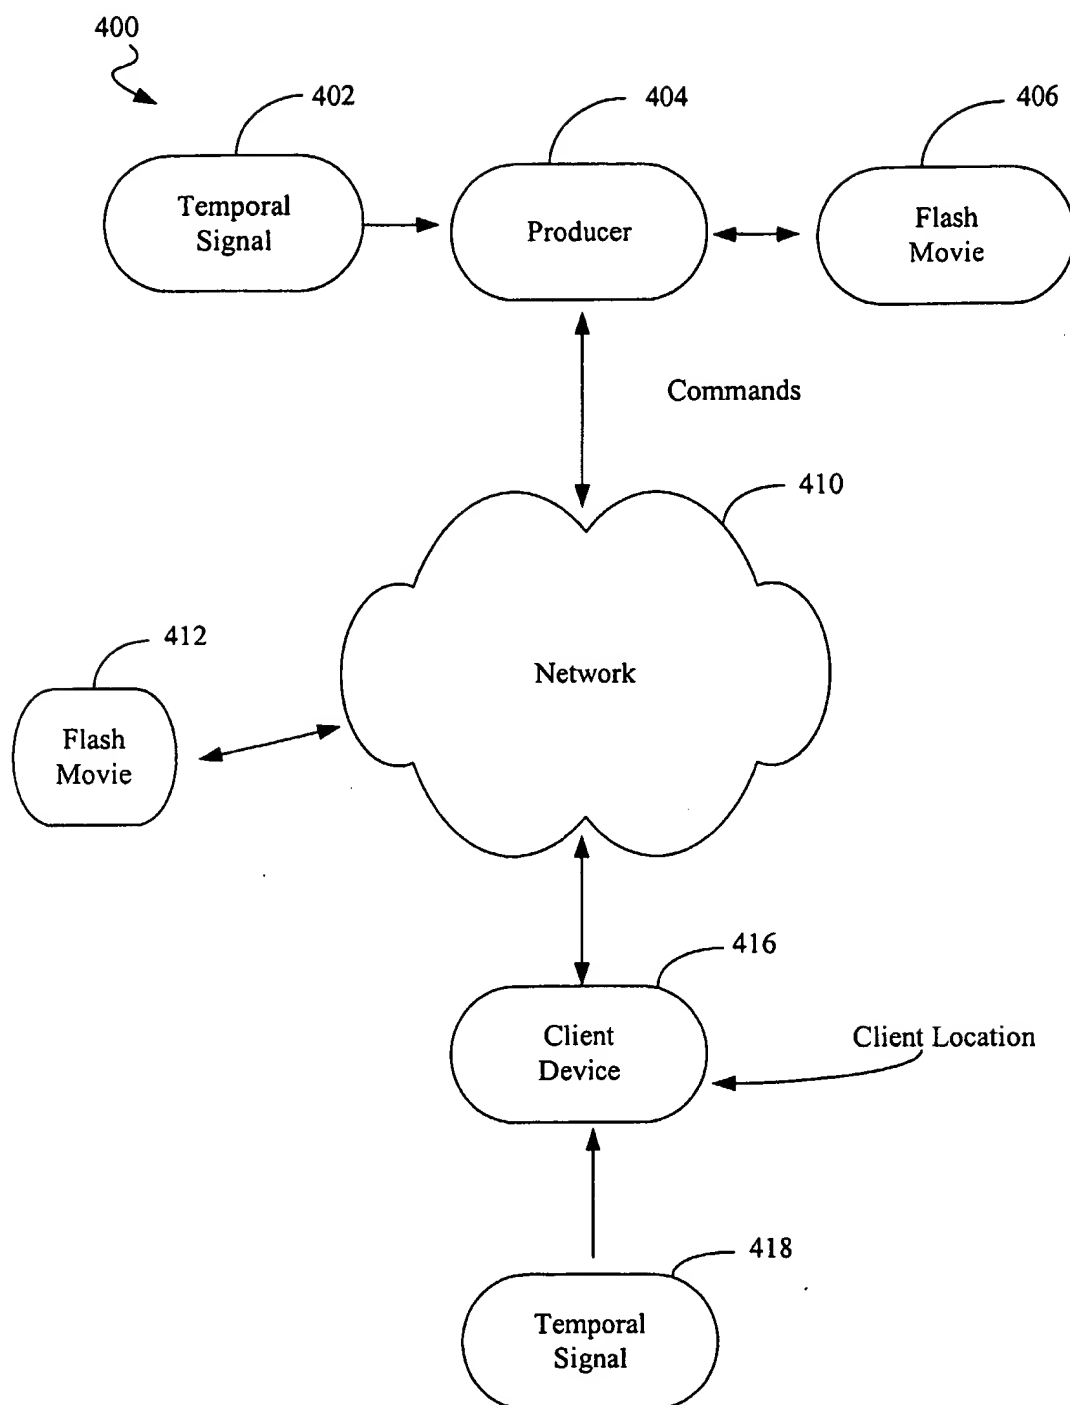 400
402
404
406
Temporal
Signal
Producer
Flash
Movie
Commands
410
412
Network
Flash
Movie
416
Client
Device
Client Location
418
Temporal
Signal